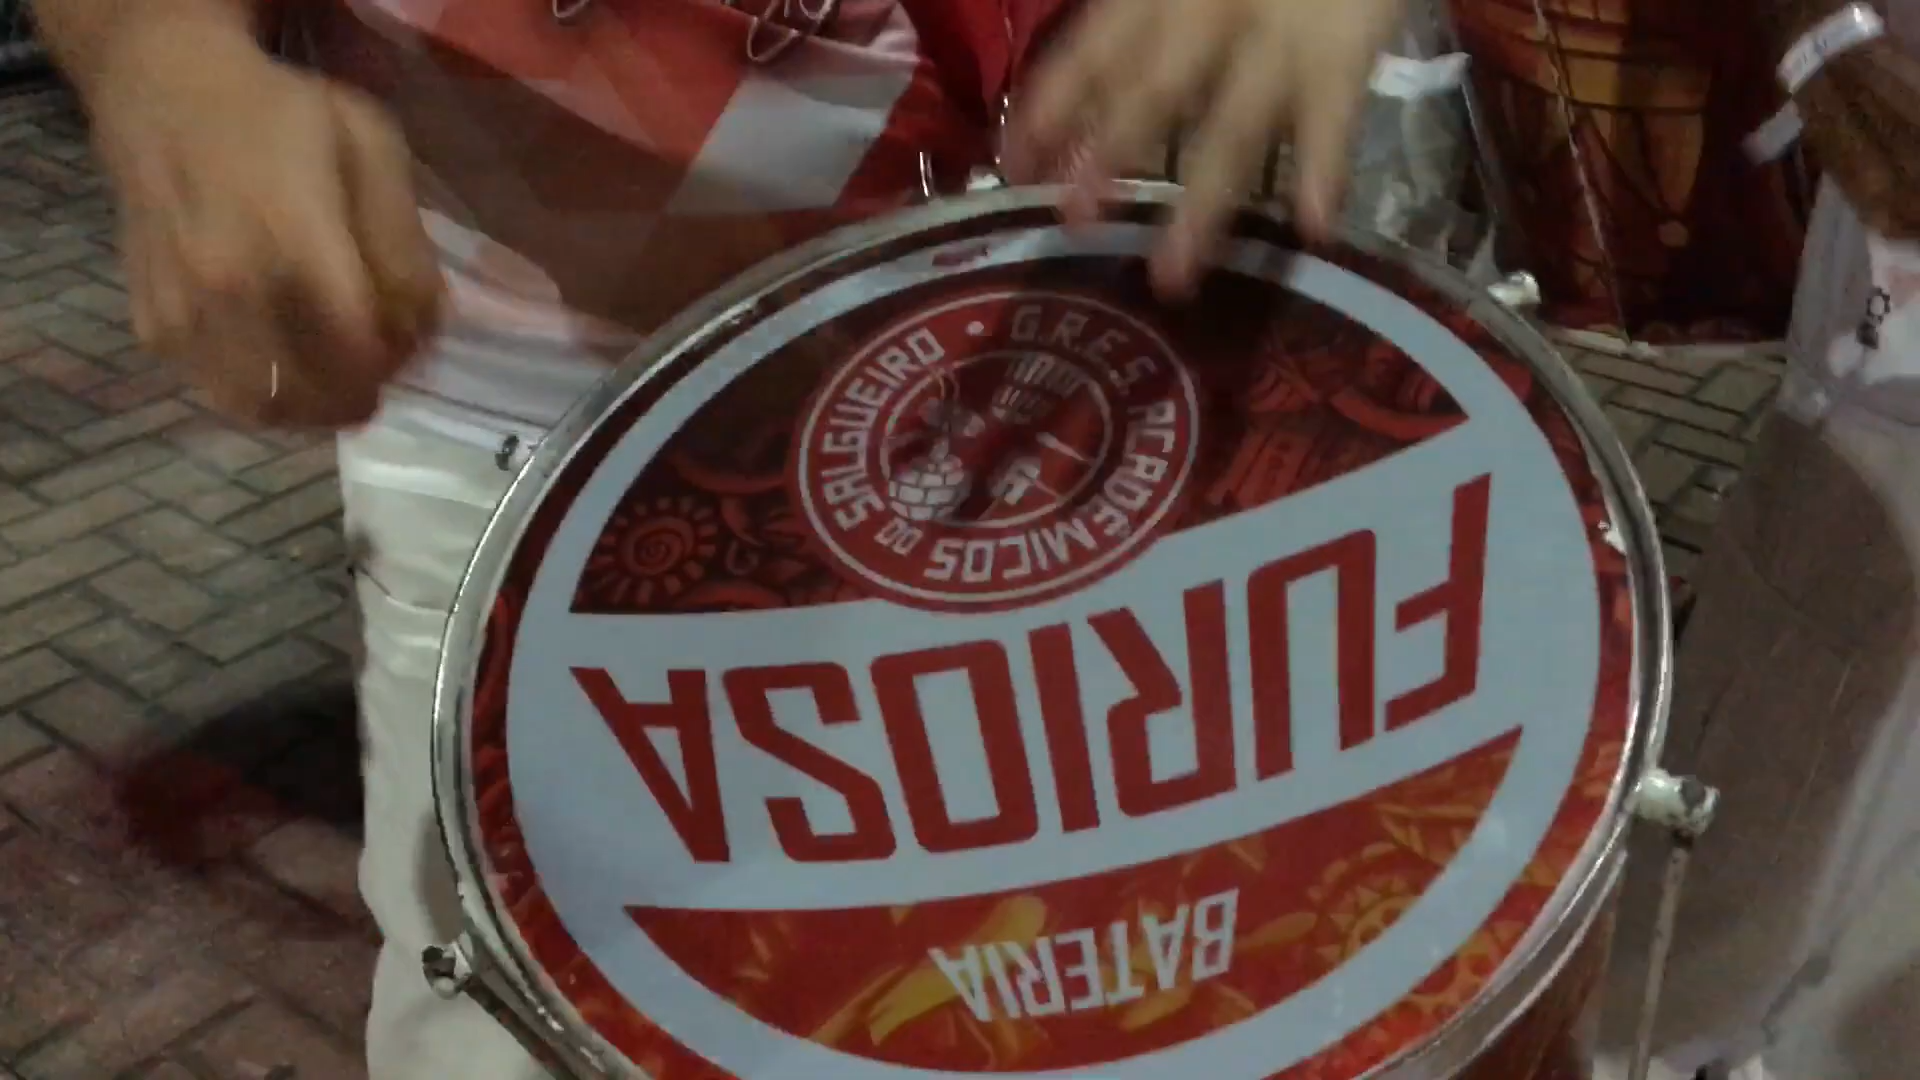 G.R.E.S. ACADÊMICOS DO SALGUEIRO
FURIOSA
BATERIA